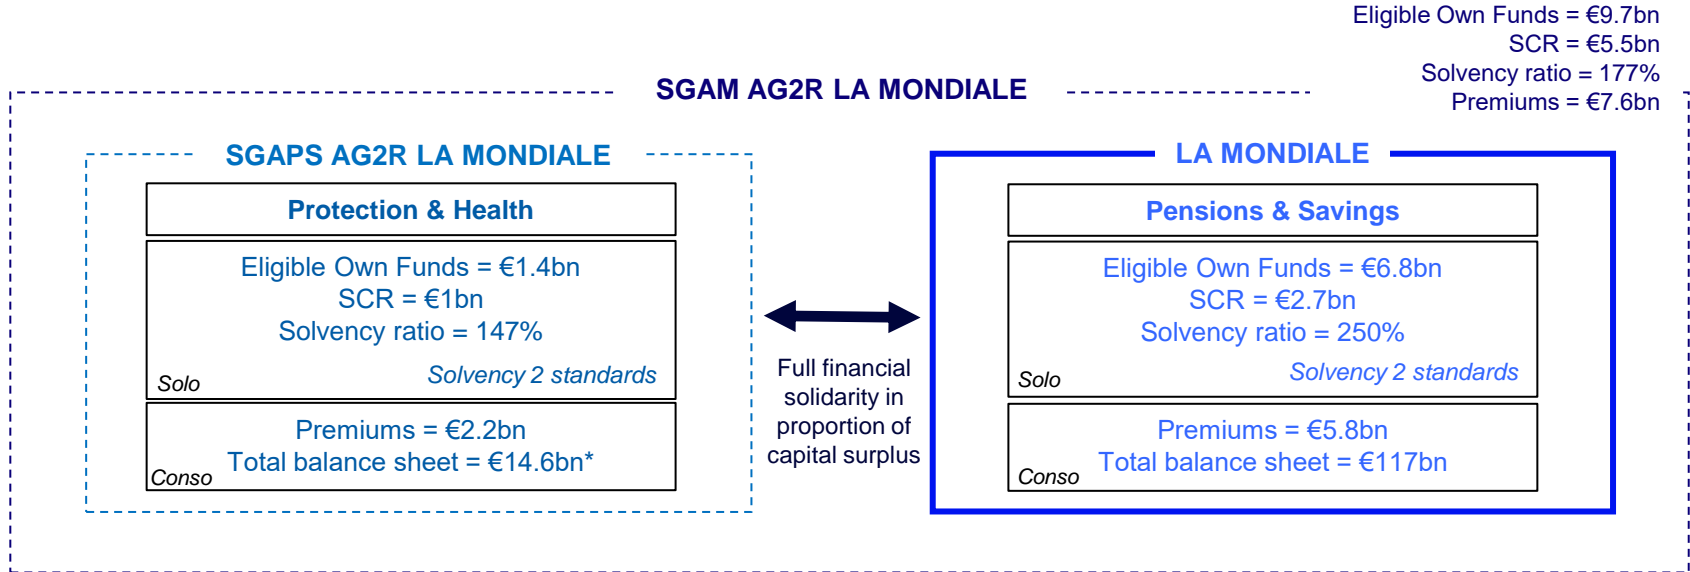 Eligible Own Funds = €9.7bn
SCR = €5.5bn
Solvency ratio = 177%
Premiums = €7.6bn
SGAM AG2R LA MONDIALE
SGAPS AG2R LA MONDIALE
Protection & Health
Eligible Own Funds = €1.4bn
SCR = €1bn
Solvency ratio = 147%
Solvency 2 standards
Solo
Premiums = €2.2bn
Total balance sheet = €14.6bn*
Conso
Full financial
solidarity in
proportion of
capital surplus
LA MONDIALE
Pensions & Savings
Eligible Own Funds = €6.8bn
SCR = €2.7bn
Solvency ratio = 250%
Solvency 2 standards
Solo
Premiums = €5.8bn
Total balance sheet = €117bn
Conso